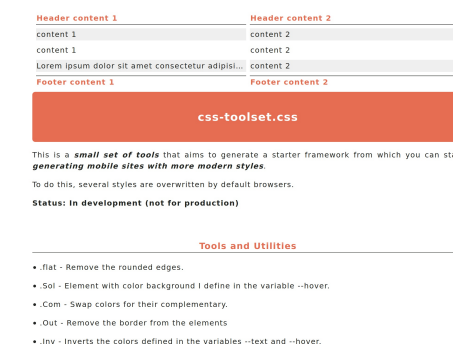 Header content 1 Header content 2
content 1 content 2
content 1 content 2
Lorem ipsum dolor sit amet consectetur adipisi... content 2
Footer content 1 Footer content 2
css-toolset.css
This is a small set of tools that aims to generate a starter framework from which you can sta
generating mobile sites with more modern styles.
To do this, several styles are overwritten by default browsers.
Status: In development (not for production)
Tools and Utilities
• .flat - Remove the rounded edges.
• .Sol - Element with color background I define in the variable --hover.
• .Com - Swap colors for their complementary.
• .Out - Remove the border from the elements
• .Inv - Inverts the colors defined in the variables --text and --hover.